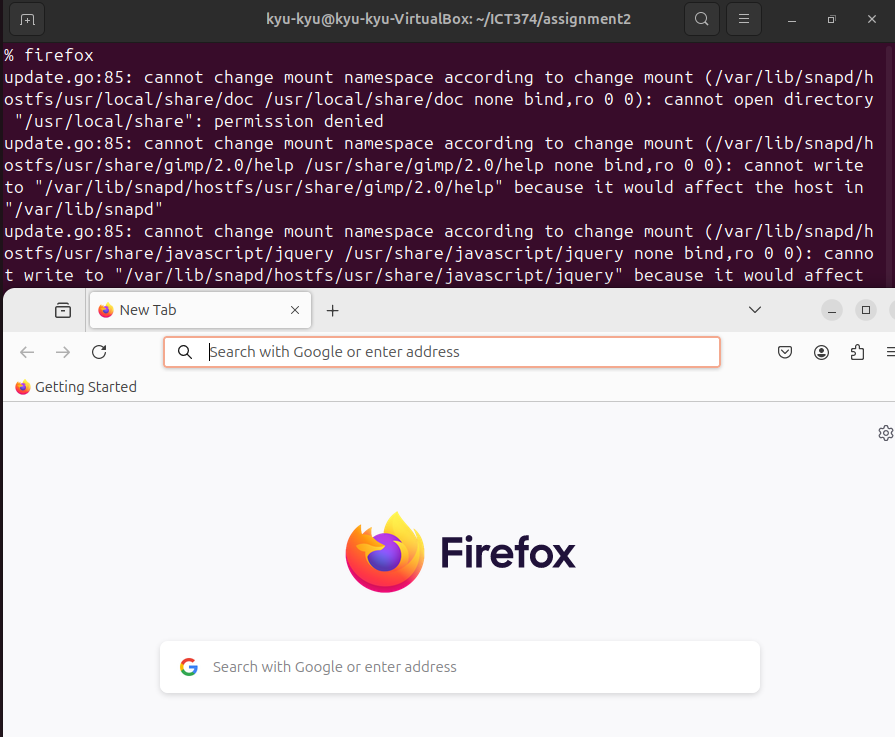 kyu-kyu@kyu-kyu-VirtualBox: ~/ICT374/assignment2
% firefox
update.go:85: cannot change mount namespace according to change mount (/var/lib/snapd/h
ostfs/usr/local/share/doc /usr/local/share/doc none bind,ro 0 0): cannot open directory
 "/usr/local/share": permission denied
update.go:85: cannot change mount namespace according to change mount (/var/lib/snapd/h
ostfs/usr/share/gimp/2.0/help /usr/share/gimp/2.0/help none bind,ro 0 0): cannot write
to "/var/lib/snapd/hostfs/usr/share/gimp/2.0/help" because it would affect the host in
"/var/lib/snapd"
update.go:85: cannot change mount namespace according to change mount (/var/lib/snapd/h
ostfs/usr/share/javascript/jquery /usr/share/javascript/jquery none bind,ro 0 0): canno
t write to "/var/lib/snapd/hostfs/usr/share/javascript/jquery" because it would affect
New Tab
Search with Google or enter address
Getting Started
Firefox
Search with Google or enter address